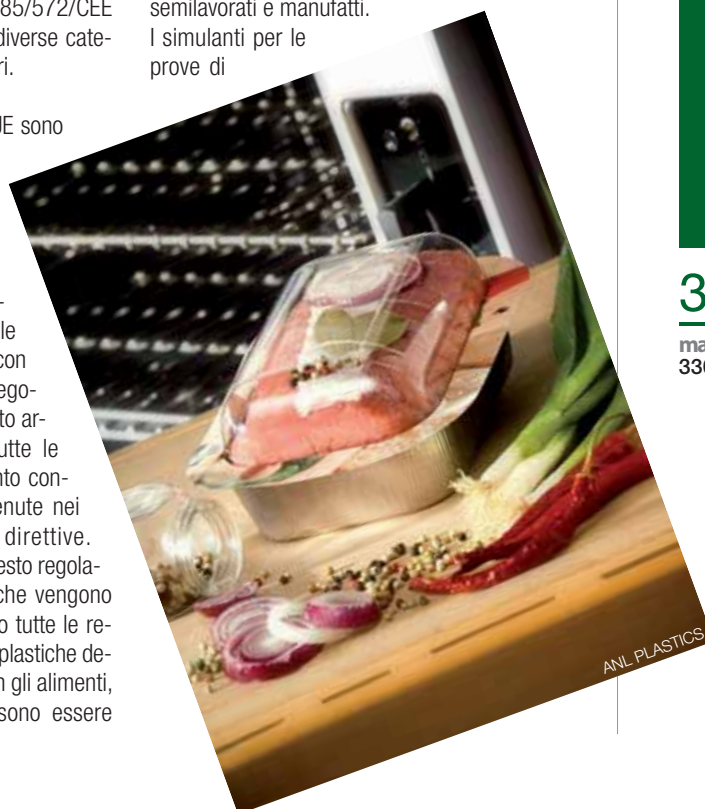 85/572/CEE
diverse cate-
ri.
JE sono
-
le
con
ego-
to ar-
utte le
nto con-
enute nei
direttive.
esto regola-
che vengono
o tutte le re-
plastiche de-
n gli alimenti,
sono essere
semilavorati e manufatti.
I simulanti per le
prove di
ANL PLASTICS
3
ma
330